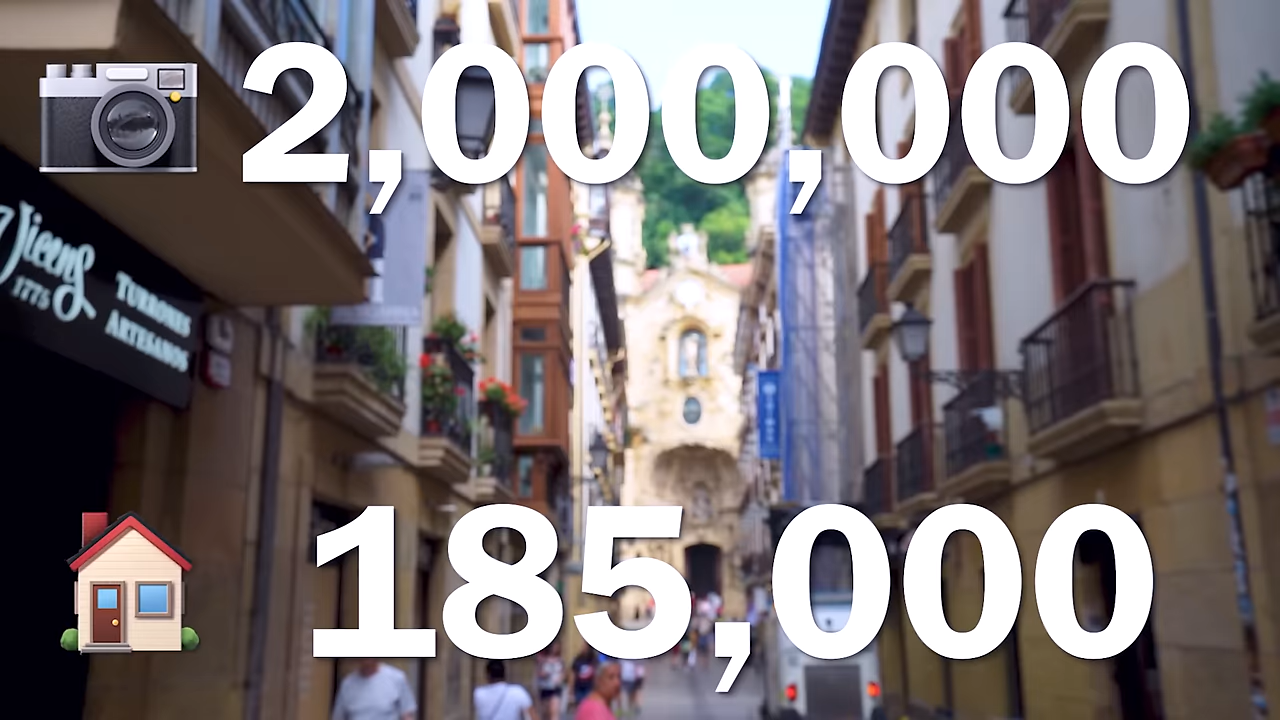 2,000,000
Vicens
1775
TURRONES
ARTESANOS
185,000